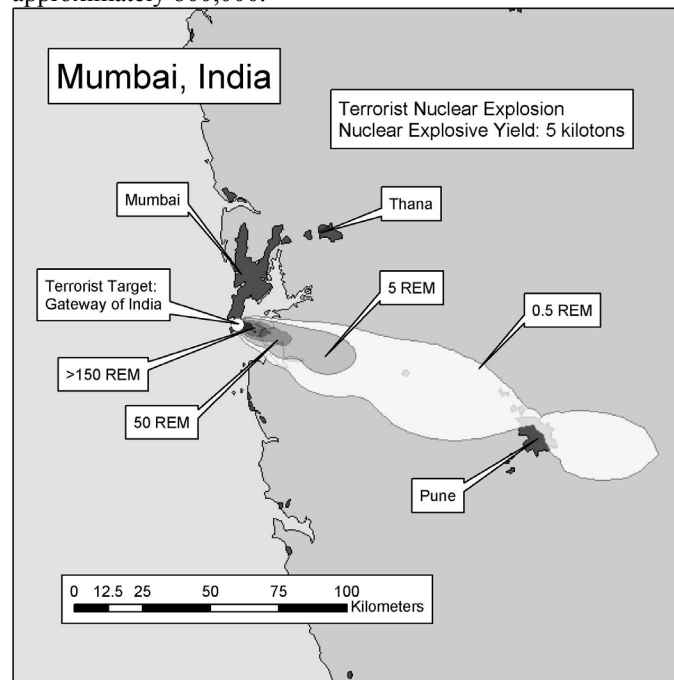 Mumbai, India
Terrorist Nuclear Explosion
Nuclear Explosive Yield: 5 kilotons
Mumbai
Thana
Terrorist Target:
Gateway of India
5 REM
0.5 REM
>150 REM
50 REM
Pune
0 12.5 25 50 75 100
Kilometers